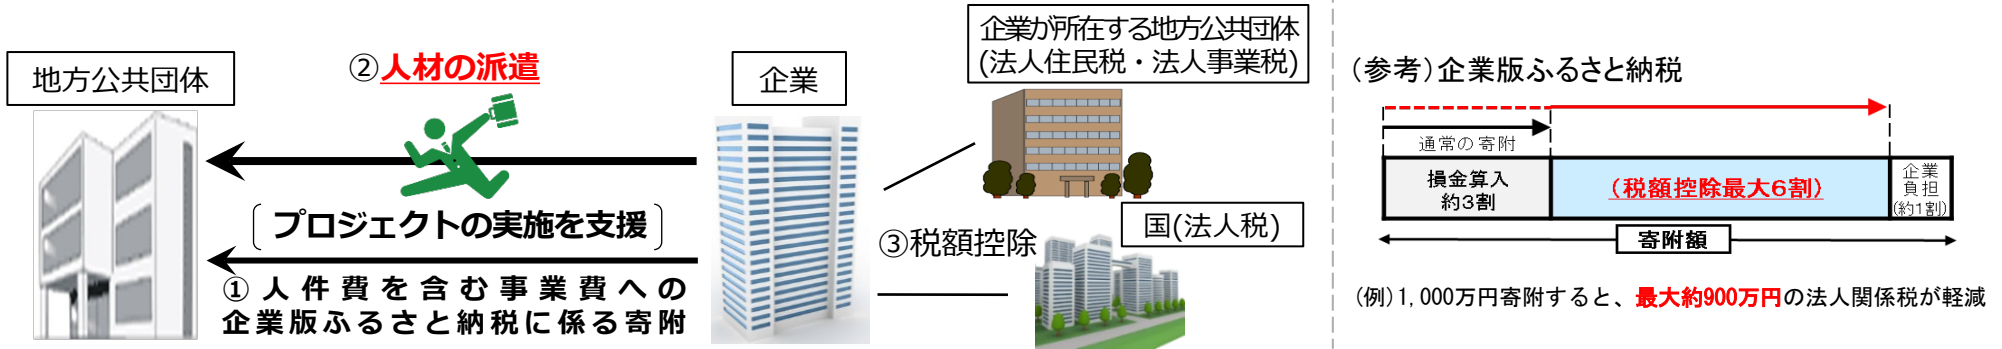 地方公共団体
②人材の派遣
プロジェクトの実施を支援
①人件費を含む事業費への
企業版ふるさと納税に係る寄附
企業
企業が所在する地方公共団体
(法人住民税・法人事業税)
③税額控除
国(法人税)
(参考)企業版ふるさと納税
通常の寄附
損金算入
約3割
(税額控除最大6割)
企業
負担
(約1割)
寄附額
(例)1,000万円寄附すると、最大約900万円の法人関係税が軽減